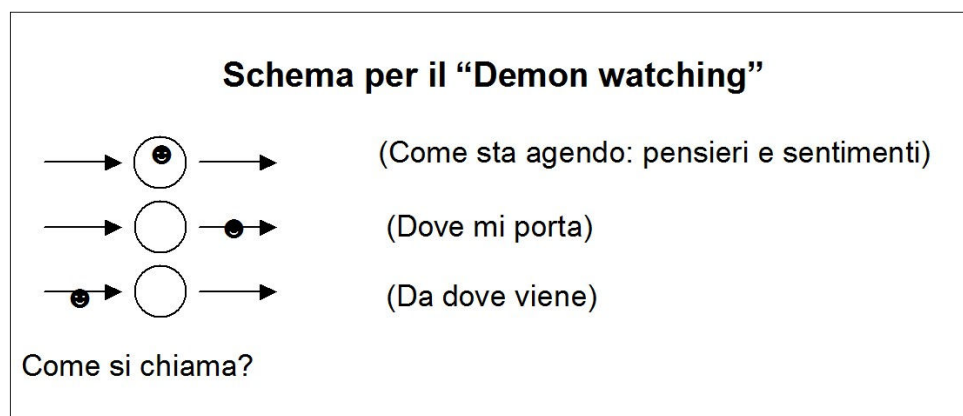 Schema per il “Demon watching”
(Come sta agendo: pensieri e sentimenti)
(Dove mi porta)
(Da dove viene)
Come si chiama?